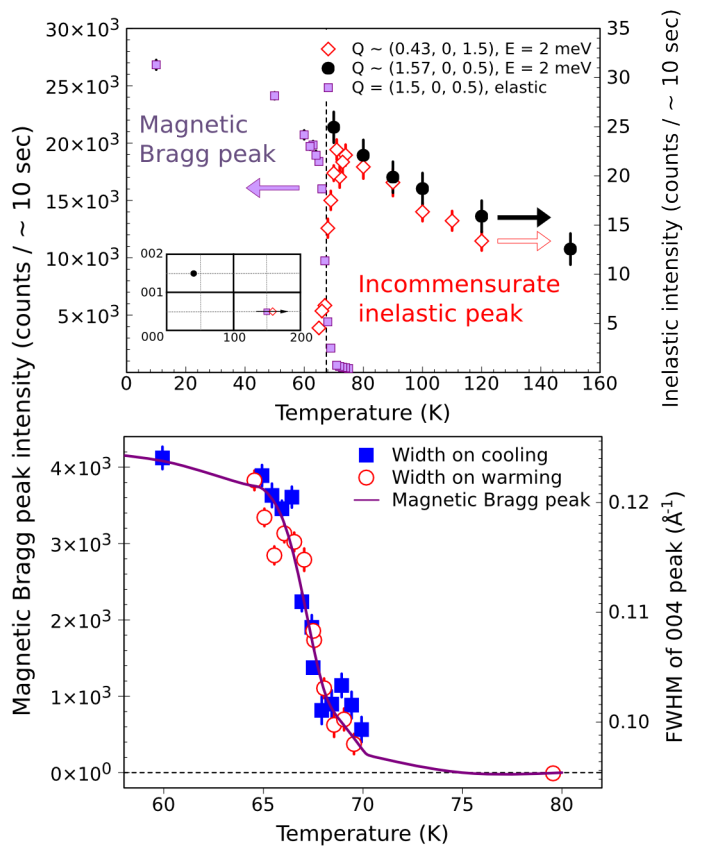 30×10³
25×10³
20×10³
15×10³
10×10³
5×10³
35
30
25
20
15
10
5
Q ~ (0.43, 0, 1.5), E = 2 meV
Q ~ (1.57, 0, 0.5), E = 2 meV
Q = (1.5, 0, 0.5), elastic
Magnetic
Bragg peak
Incommensurate
inelastic peak
002
001
000
100
200
0 20 40 60 80 100 120 140 160
Temperature (K)
Magnetic Bragg peak intensity (counts / ~ 10 sec)
Inelastic intensity (counts / ~ 10 sec)
Width on cooling
Width on warming
Magnetic Bragg peak
4×10³
3×10³
2×10³
1×10³
0×10⁰
0.12
0.11
0.10
FWHM of 004 peak (Å⁻¹)
60 65 70 75 80
Temperature (K)